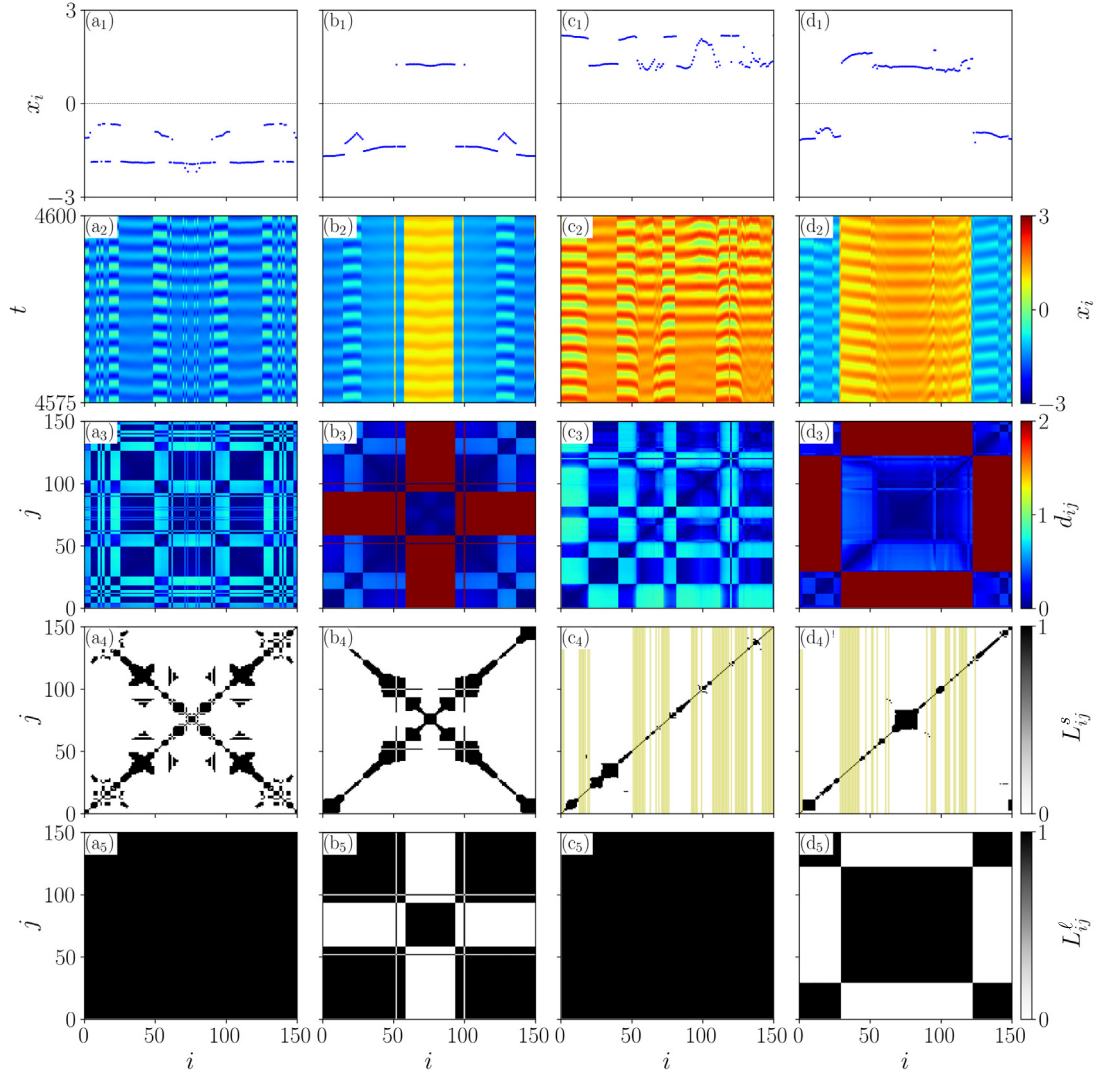 (a₁) (b₁) (c₁) (d₁)
3
0
−3
xᵢ
(a₂) (b₂) (c₂) (d₂)
4600
4575
t
3
0
−3
xᵢ
(a₃) (b₃) (c₃) (d₃)
150
100
50
0
j
2
1
0
dᵢⱼ
(a₄) (b₄) (c₄) (d₄)
150
100
50
0
j
1
0
Lˢᵢⱼ
(a₅) (b₅) (c₅) (d₅)
150
100
50
0
j
1
0
Lℓᵢⱼ
0 50 100 150 0 50 100 150 0 50 100 150 0 50 100 150
i i i i